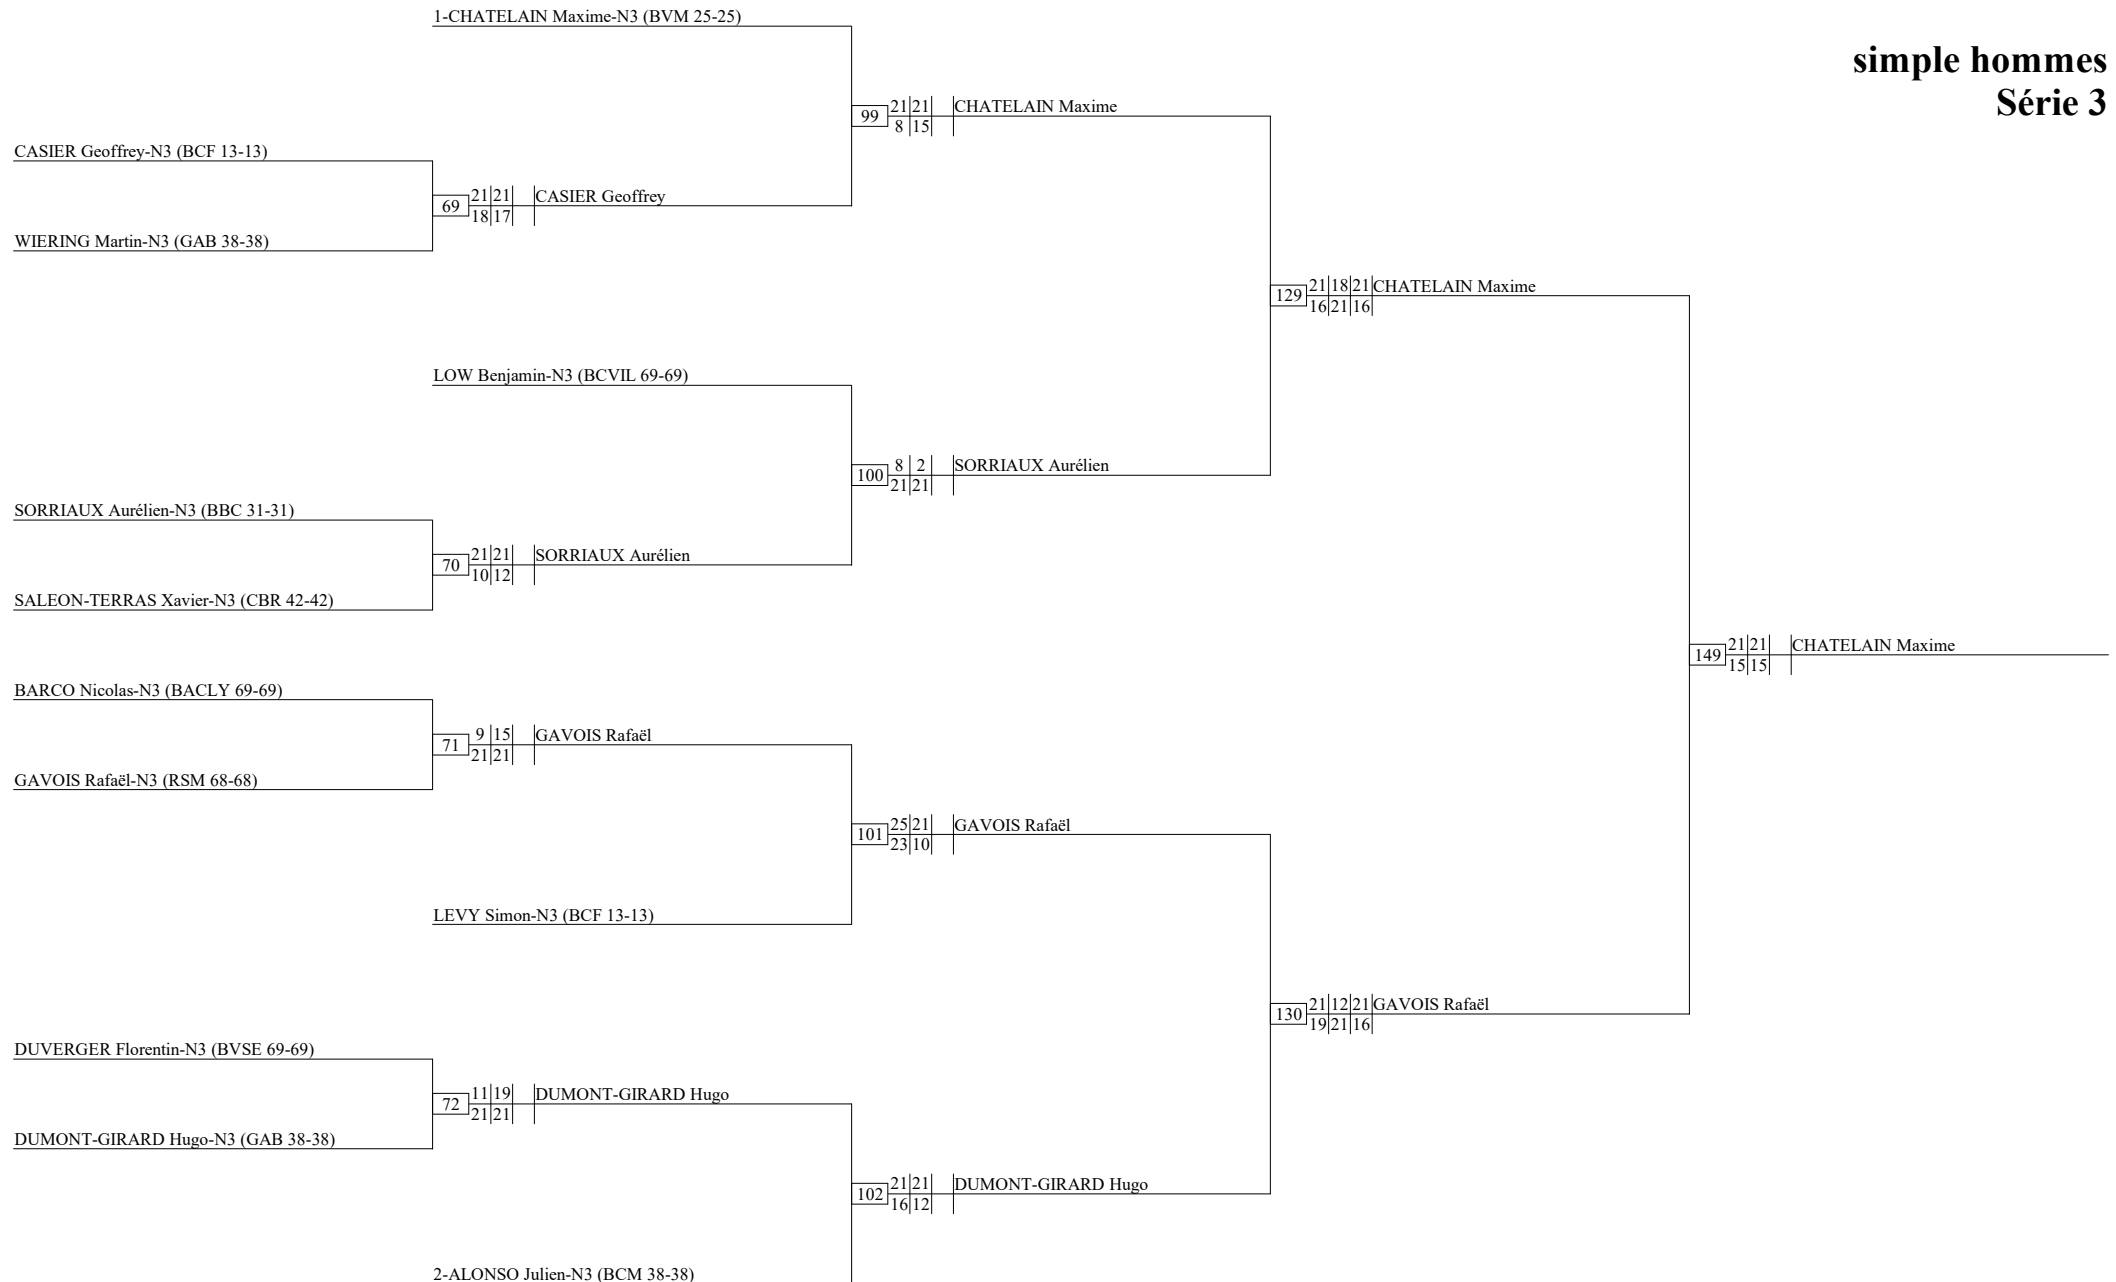 simple hommes
Série 3
1-CHATELAIN Maxime-N3 (BVM 25-25)
99 21 21 CHATELAIN Maxime
8 15
CASIER Geoffrey-N3 (BCF 13-13)
69 21 21 CASIER Geoffrey
18 17
WIERING Martin-N3 (GAB 38-38)
129 21 18 21 CHATELAIN Maxime
16 21 16
LOW Benjamin-N3 (BCVIL 69-69)
100 8 2 SORRIAUX Aurélien
21 21
SORRIAUX Aurélien-N3 (BBC 31-31)
70 21 21 SORRIAUX Aurélien
10 12
SALEON-TERRAS Xavier-N3 (CBR 42-42)
149 21 21 CHATELAIN Maxime
15 15
BARCO Nicolas-N3 (BACLY 69-69)
71 9 15 GAVOIS Rafaël
21 21
GAVOIS Rafaël-N3 (RSM 68-68)
101 25 21 GAVOIS Rafaël
23 10
LEVY Simon-N3 (BCF 13-13)
130 21 12 21 GAVOIS Rafaël
19 21 16
DUVERGER Florentin-N3 (BVSE 69-69)
72 11 19 DUMONT-GIRARD Hugo
21 21
DUMONT-GIRARD Hugo-N3 (GAB 38-38)
102 21 21 DUMONT-GIRARD Hugo
16 12
2-ALONSO Julien-N3 (BCM 38-38)